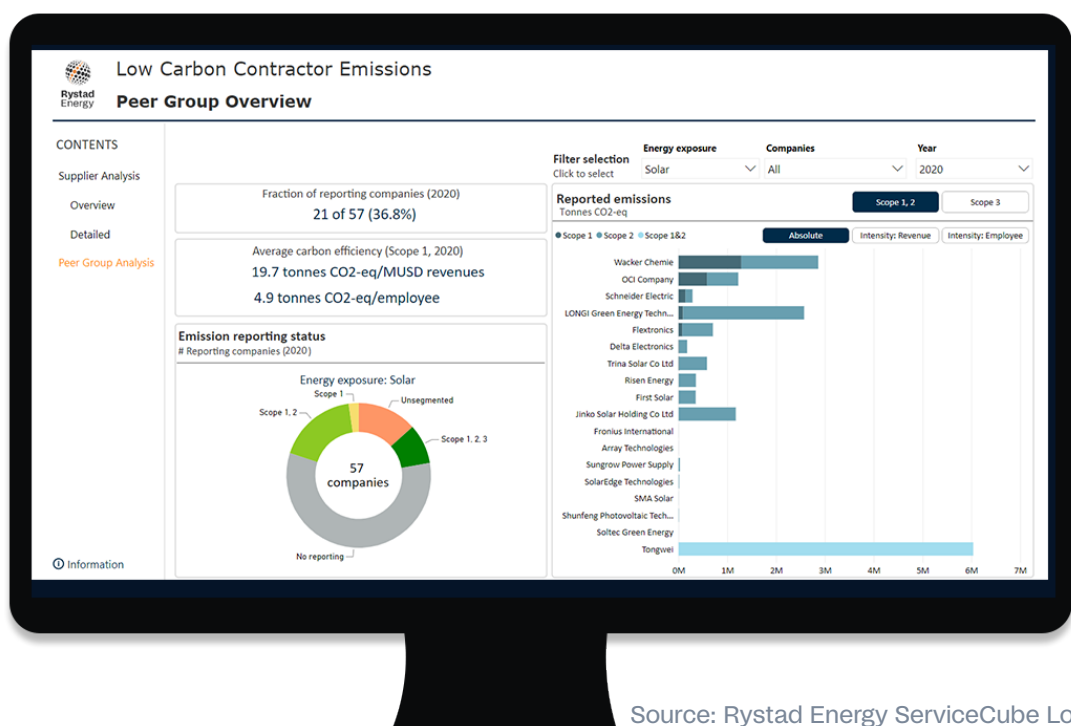 Low Carbon Contractor Emissions
Rystad
Energy
Peer Group Overview
CONTENTS
Supplier Analysis
Overview
Detailed
Peer Group Analysis
Information
Filter selection
Click to select
Energy exposure
Solar
Companies
All
Year
2020
Fraction of reporting companies (2020)
21 of 57 (36.8%)
Average carbon efficiency (Scope 1, 2020)
19.7 tonnes CO2-eq/MUSD revenues
4.9 tonnes CO2-eq/employee
Emission reporting status
# Reporting companies (2020)
Energy exposure: Solar
Scope 1
Unsegmented
Scope 1, 2
Scope 1, 2, 3
57
companies
No reporting
Reported emissions
Tonnes CO2-eq
Scope 1, 2
Scope 3
Scope 1 Scope 2 Scope 1&2
Absolute
Intensity: Revenue
Intensity: Employee
Wacker Chemie
OCI Company
Schneider Electric
LONGI Green Energy Techn...
Flextronics
Delta Electronics
Trina Solar Co Ltd
Risen Energy
First Solar
Jinko Solar Holding Co Ltd
Fronius International
Array Technologies
Sungrow Power Supply
SolarEdge Technologies
SMA Solar
Shunfeng Photovoltaic Tech...
Soltec Green Energy
Tongwei
0M 1M 2M 3M 4M 5M 6M 7M
Source: Rystad Energy ServiceCube Lo